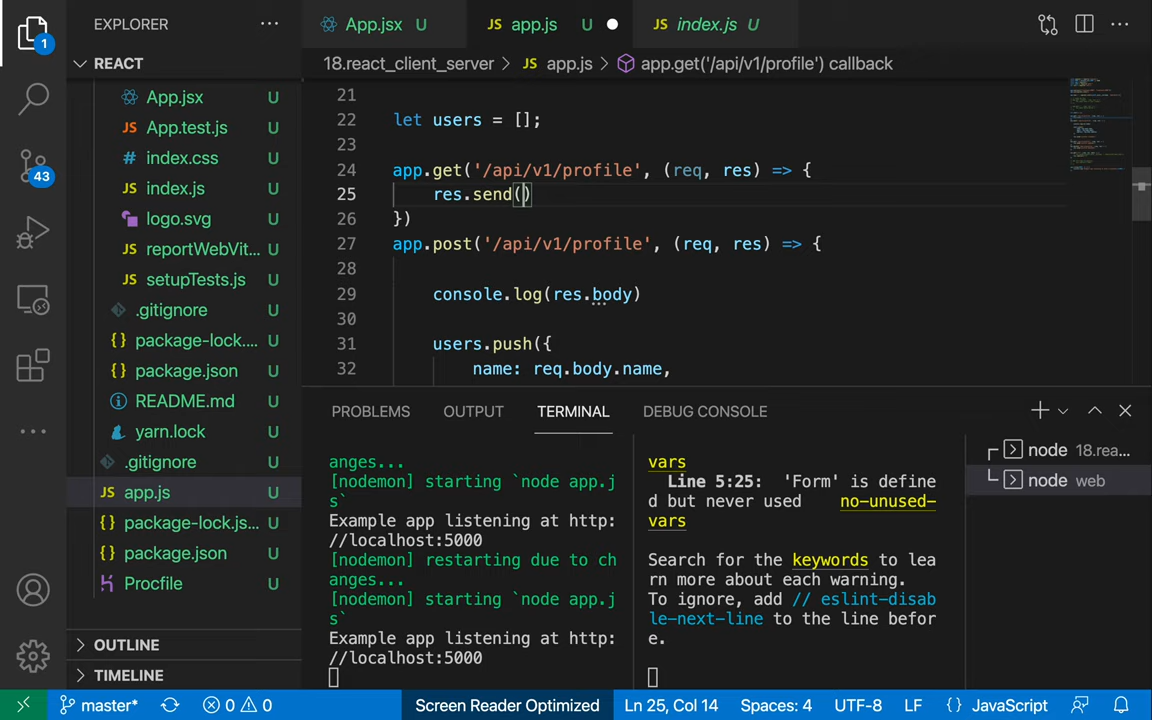 EXPLORER
1
REACT
App.jsx U
App.test.js U
# index.css U
JS index.js U
logo.svg U
JS reportWebVit... U
JS setupTests.js U
.gitignore U
{} package-lock.... U
{} package.json U
README.md U
yarn.lock U
.gitignore U
JS app.js U
{} package-lock.js... U
{} package.json U
Procfile U
43
OUTLINE
TIMELINE
App.jsx U
JS app.js U
JS index.js U
18.react_client_server > JS app.js > app.get('/api/v1/profile') callback
21
22 let users = [];
23
24 app.get('/api/v1/profile', (req, res) => {
25 res.send()
26 })
27 app.post('/api/v1/profile', (req, res) => {
28
29 console.log(res.body)
30
31 users.push({
32 name: req.body.name,
PROBLEMS OUTPUT TERMINAL DEBUG CONSOLE
anges...
[nodemon] starting `node app.j
s`
Example app listening at http:
//localhost:5000
[nodemon] restarting due to ch
anges...
[nodemon] starting `node app.j
s`
Example app listening at http:
//localhost:5000
vars
Line 5:25: 'Form' is define
d but never used no-unused-
vars
Search for the keywords to lea
rn more about each warning.
To ignore, add // eslint-disab
le-next-line to the line befor
e.
node 18.rea...
node web
master* 0 0 Screen Reader Optimized Ln 25, Col 14 Spaces: 4 UTF-8 LF {} JavaScript